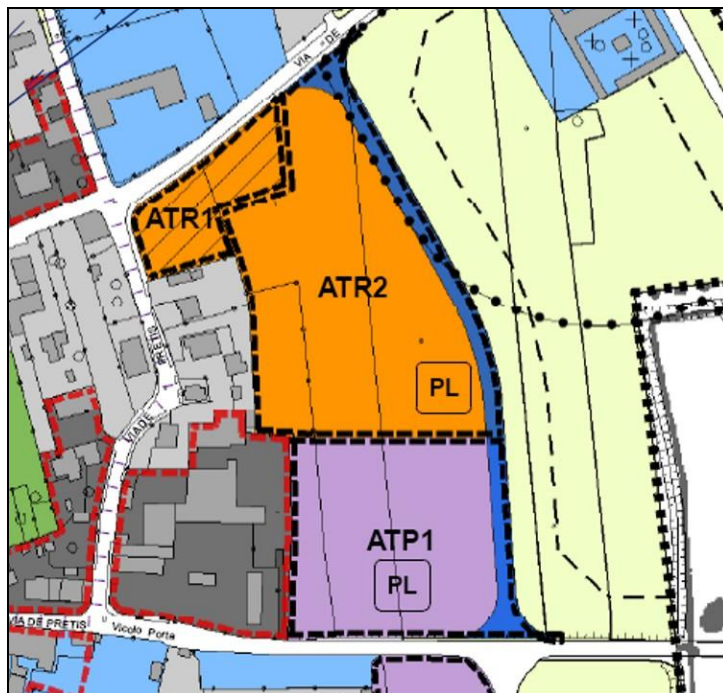 VIA DE
ATR1
ATR2
PRETIS
PL
VIA DE
ATP1
PL
VIA DE PRETIS
Vicolo Porta